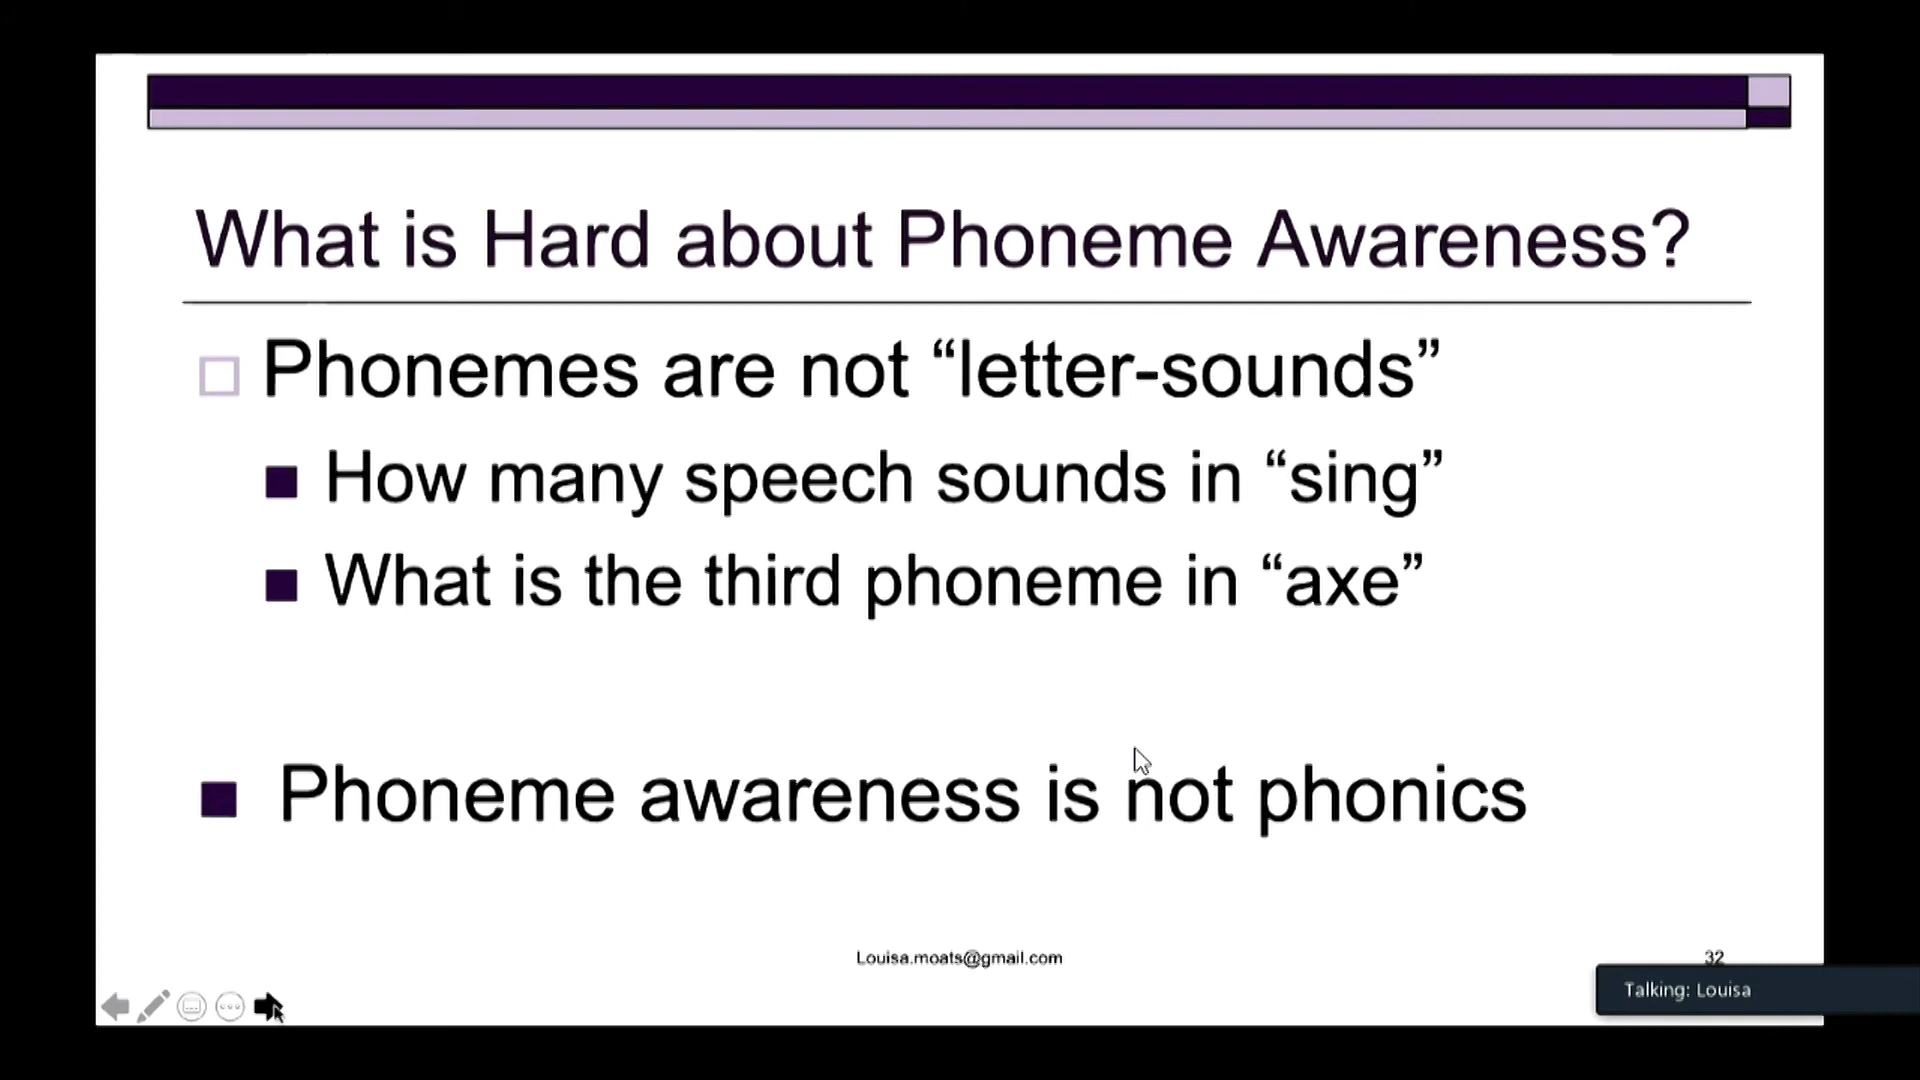 What is Hard about Phoneme Awareness?
Phonemes are not “letter-sounds”
How many speech sounds in “sing”
What is the third phoneme in “axe”
Phoneme awareness is not phonics
Louisa.moats@gmail.com
32
Talking: Louisa